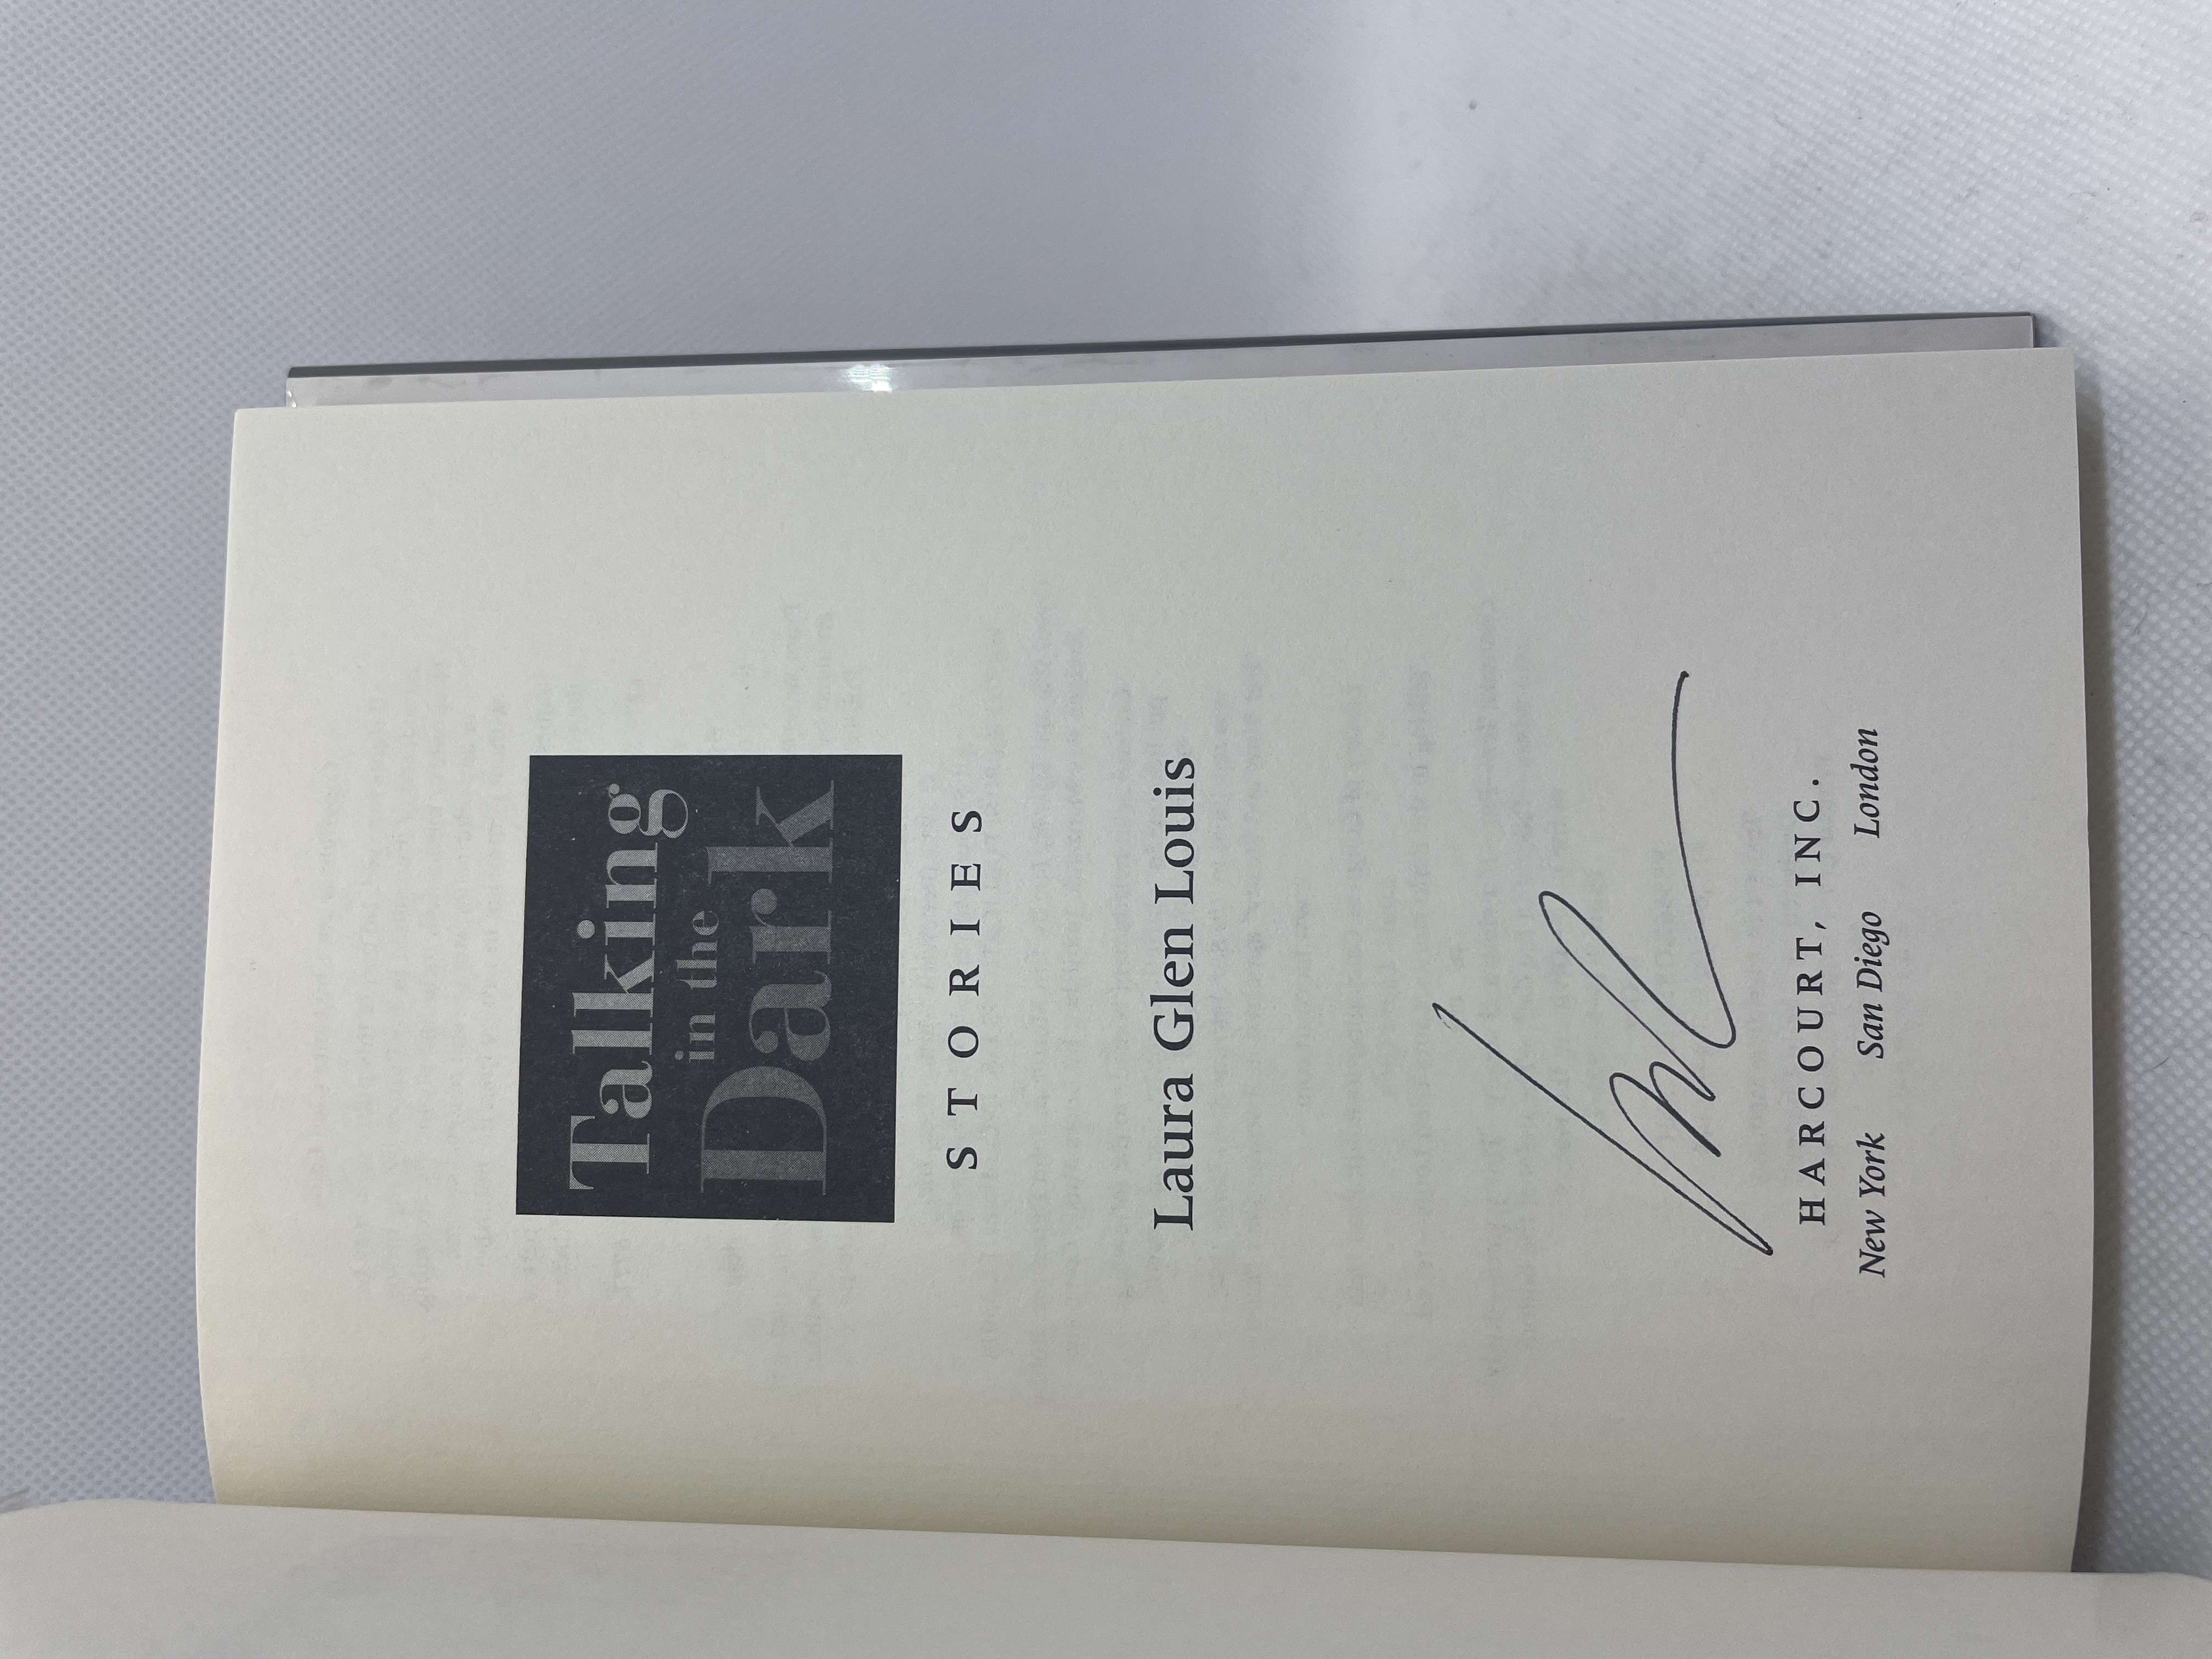 Talking
in the
Dark
STORIES
Laura Glen Louis
HARCOURT, INC.
New York San Diego London